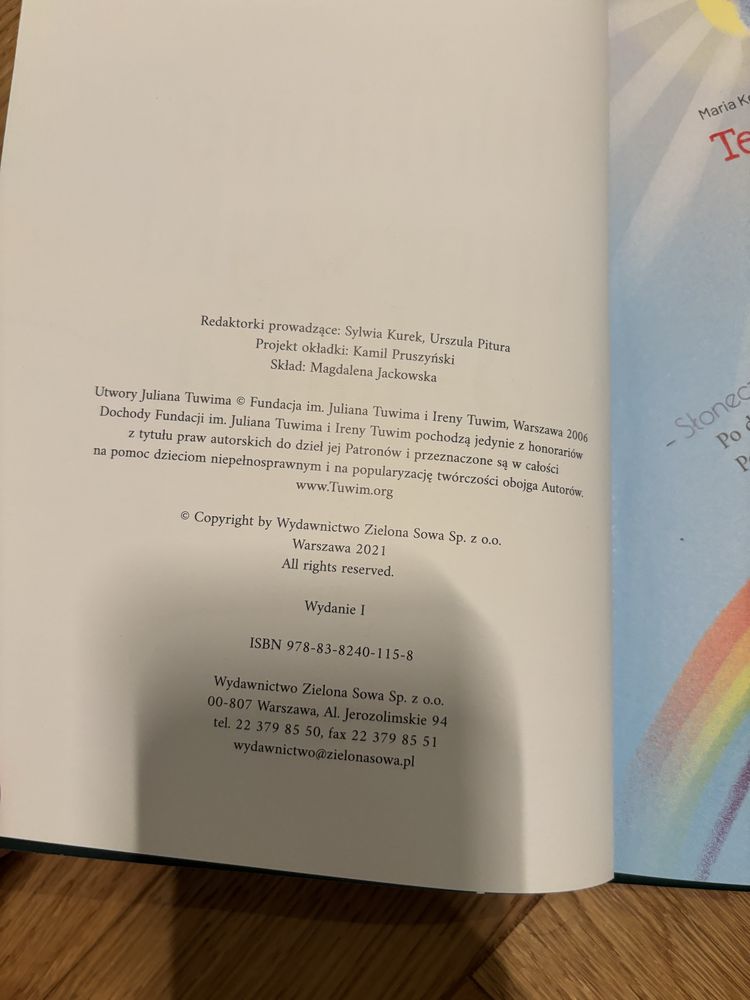 Redaktorki prowadzące: Sylwia Kurek, Urszula Pitura
Projekt okładki: Kamil Pruszyński
Skład: Magdalena Jackowska
Utwory Juliana Tuwima © Fundacja im. Juliana Tuwima i Ireny Tuwim, Warszawa 2006
Dochody Fundacji im. Juliana Tuwima i Ireny Tuwim pochodzą jedynie z honorariów
z tytułu praw autorskich do dzieł jej Patronów i przeznaczone są w całości
na pomoc dzieciom niepełnosprawnym i na popularyzację twórczości obojga Autorów.
www.Tuwim.org
© Copyright by Wydawnictwo Zielona Sowa Sp. z o.o.
Warszawa 2021
All rights reserved.
Wydanie I
ISBN 978-83-8240-115-8
Wydawnictwo Zielona Sowa Sp. z o.o.
00-807 Warszawa, Al. Jerozolimskie 94
tel. 22 379 85 50, fax 22 379 85 51
wydawnictwo@zielonasowa.pl
Maria
Po